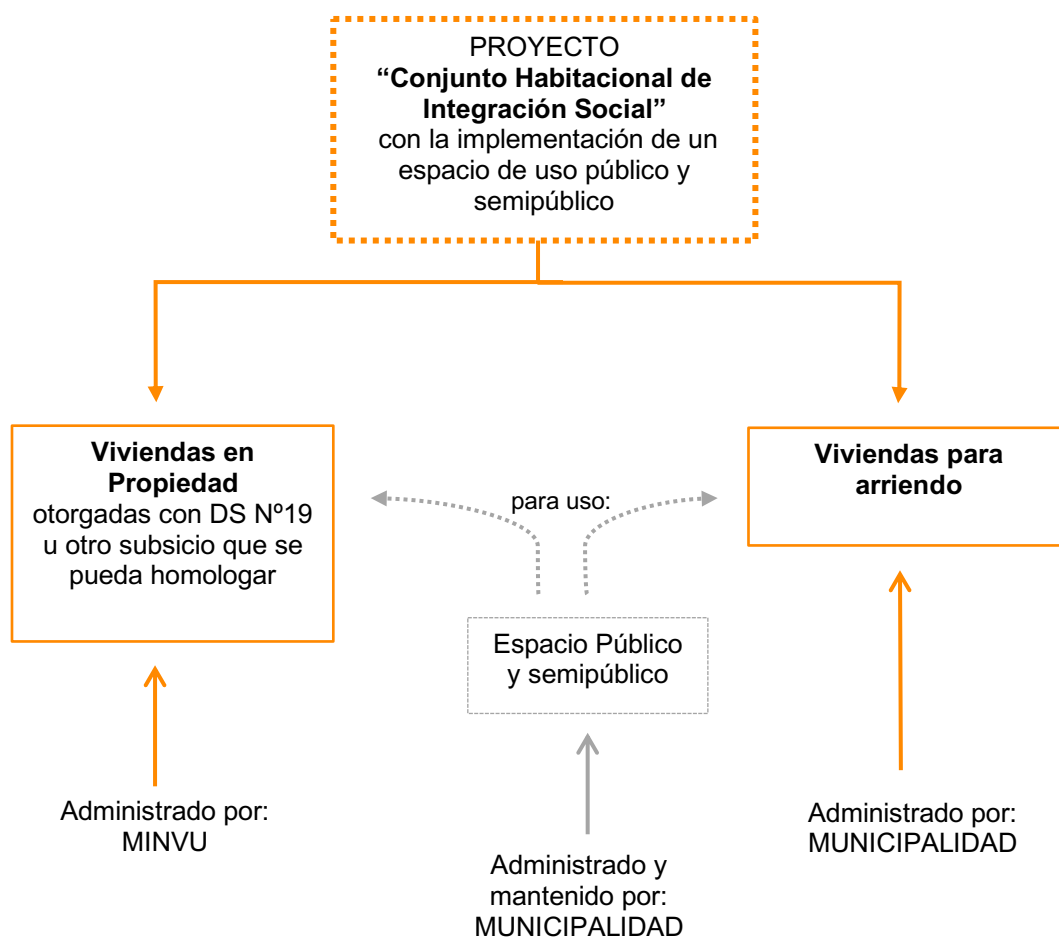 PROYECTO
“Conjunto Habitacional de
Integración Social”
con la implementación de un
espacio de uso público y
semipúblico
Viviendas en
Propiedad
otorgadas con DS Nº19
u otro subsicio que se
pueda homologar
para uso:
Viviendas para
arriendo
Espacio Público
y semipúblico
Administrado por:
MINVU
Administrado y
mantenido por:
MUNICIPALIDAD
Administrado por:
MUNICIPALIDAD